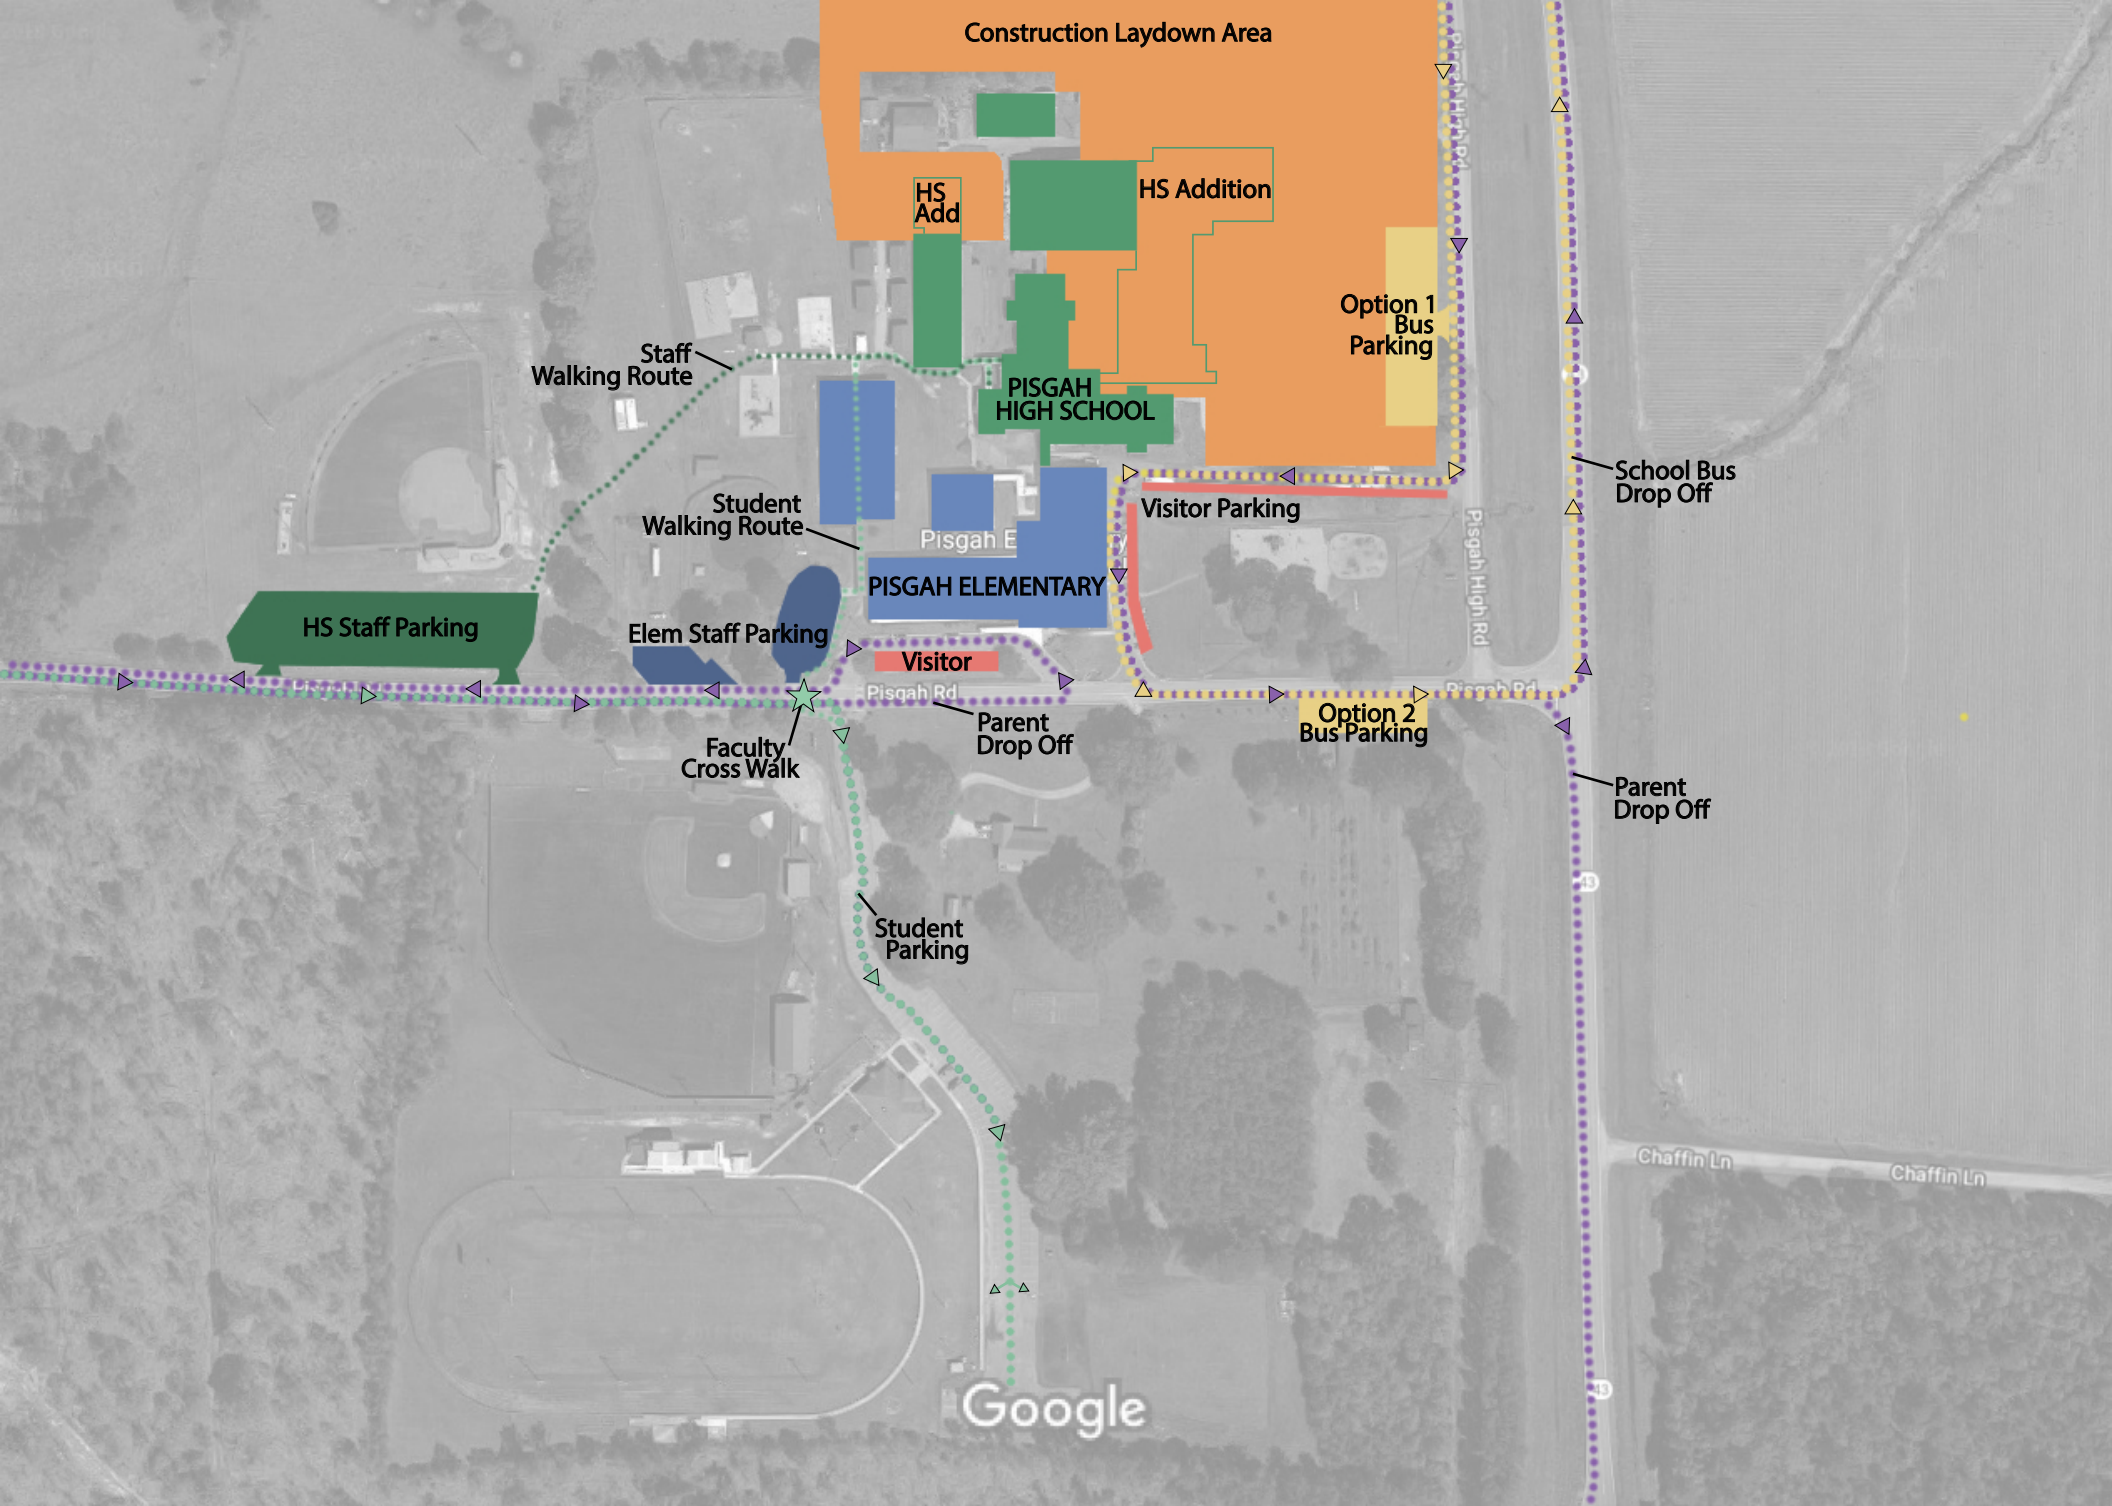 Construction Laydown Area
Pisgah High Rd
HS
Add
HS Addition
Option 1
Bus
Parking
Staff
Walking Route
PISGAH
HIGH SCHOOL
School Bus
Drop Off
Student
Walking Route
Visitor Parking
Pisgah E
y
Pisgah High Rd
PISGAH ELEMENTARY
HS Staff Parking
Elem Staff Parking
Visitor
Pisgah Rd
Pisgah Rd
Option 2
Bus Parking
Parent
Drop Off
Faculty
Cross Walk
Parent
Drop Off
43
Student
Parking
Chaffin Ln
Chaffin Ln
43
Google